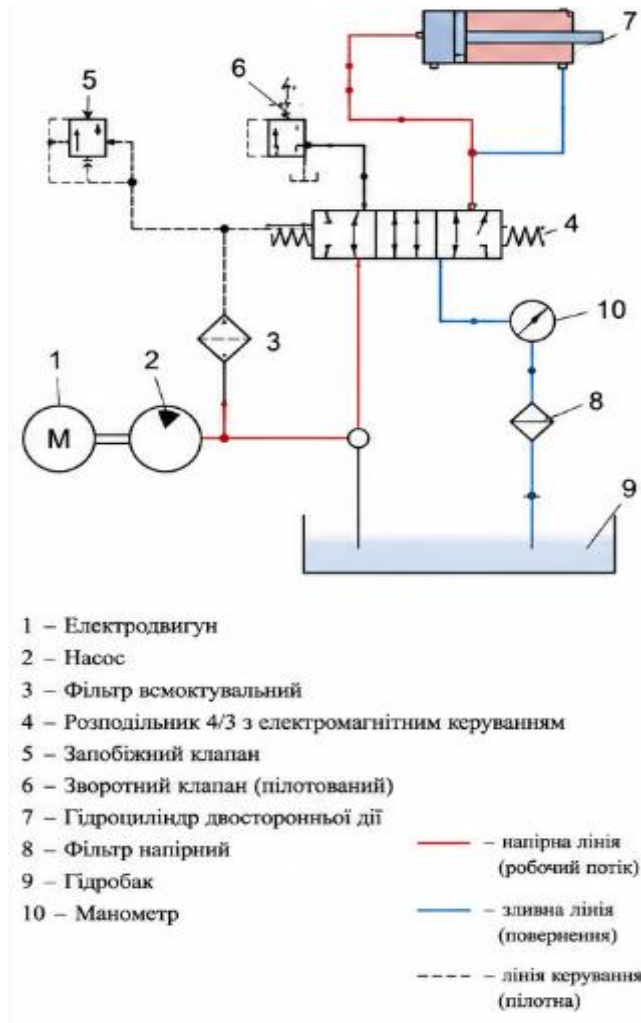 7
5
6
4
10
3
1
2
8
M
9
1 – Електродвигун
2 – Насос
3 – Фільтр всмоктувальний
4 – Розподільник 4/3 з електромагнітним керуванням
5 – Запобіжний клапан
6 – Зворотний клапан (пілотований)
7 – Гідроциліндр двосторонньої дії
8 – Фільтр напірний
9 – Гідробак
10 – Манометр
– напірна лінія
(робочий потік)
– зливна лінія
(повернення)
– лінія керування
(пілотна)